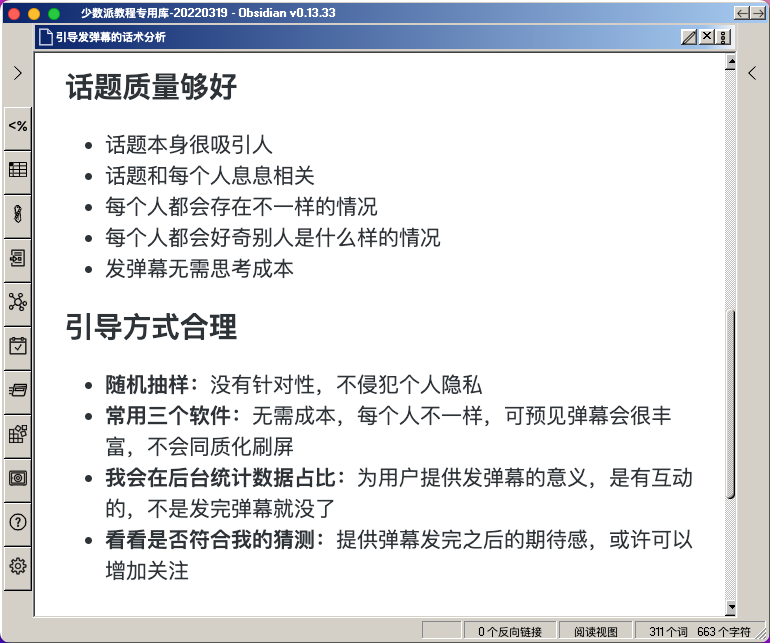 少数派教程专用库-20220319 - Obsidian v0.13.33
引导发弹幕的话术分析
<%
话题质量够好
话题本身很吸引人
话题和每个人息息相关
每个人都会存在不一样的情况
每个人都会好奇别人是什么样的情况
发弹幕无需思考成本
引导方式合理
随机抽样：没有针对性，不侵犯个人隐私
常用三个软件：无需成本，每个人不一样，可预见弹幕会很丰
富，不会同质化刷屏
我会在后台统计数据占比：为用户提供发弹幕的意义，是有互动
的，不是发完弹幕就没了
看看是否符合我的猜测：提供弹幕发完之后的期待感，或许可以
增加关注
0 个反向链接 阅读视图 311 个词 663 个字符